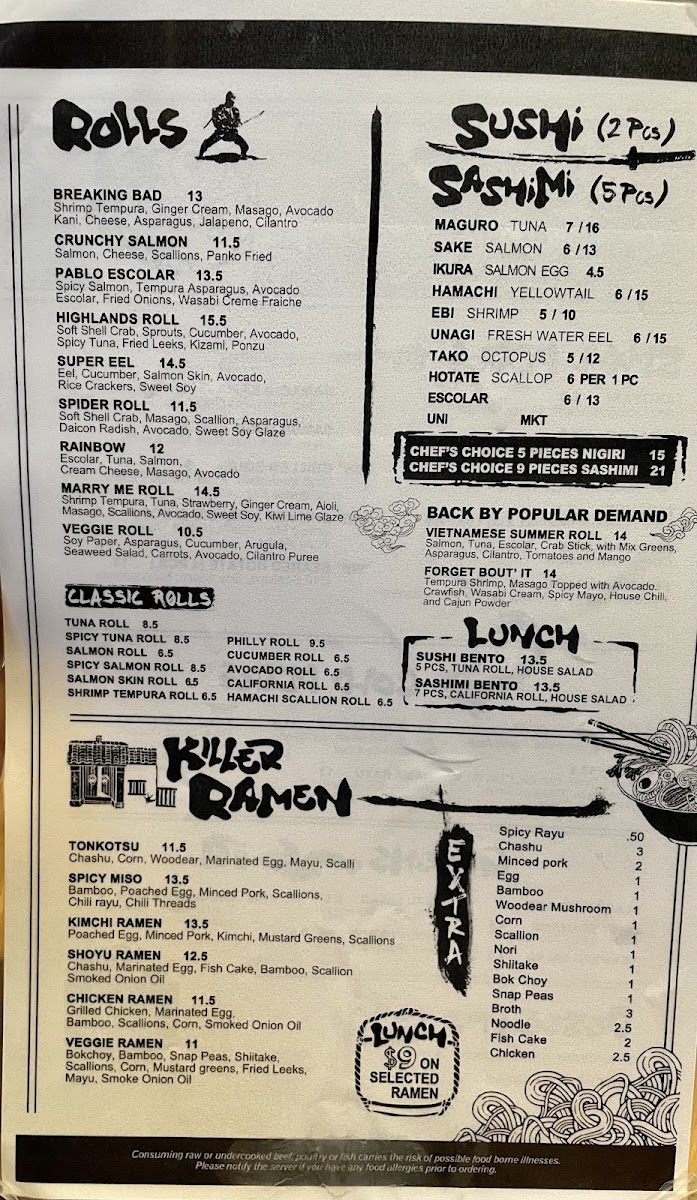 ROLLS
BREAKING BAD 13
Shrimp Tempura, Ginger Cream, Masago, Avocado
Kani, Cheese, Asparagus, Jalapeno, Cilantro
CRUNCHY SALMON 11.5
Salmon, Cheese, Scallions, Panko Fried
PABLO ESCOLAR 13.5
Spicy Salmon, Tempura Asparagus, Avocado
Escolar, Fried Onions, Wasabi Creme Fraiche
HIGHLANDS ROLL 15.5
Soft Shell Crab, Sprouts, Cucumber, Avocado,
Spicy Tuna, Fried Leeks, Kizami, Ponzu
SUPER EEL 14.5
Eel, Cucumber, Salmon Skin, Avocado,
Rice Crackers, Sweet Soy
SPIDER ROLL 11.5
Soft Shell Crab, Masago, Scallion, Asparagus,
Daicon Radish, Avocado, Sweet Soy Glaze
RAINBOW 12
Escolar, Tuna, Salmon,
Cream Cheese, Masago, Avocado
MARRY ME ROLL 14.5
Shrimp Tempura, Tuna, Strawberry, Ginger Cream, Aioli,
Masago, Scallions, Avocado, Sweet Soy, Kiwi Lime Glaze
VEGGIE ROLL 10.5
Soy Paper, Asparagus, Cucumber, Arugula,
Seaweed Salad, Carrots, Avocado, Cilantro Puree
CLASSIC ROLLS
TUNA ROLL 8.5
SPICY TUNA ROLL 8.5
SALMON ROLL 6.5
SPICY SALMON ROLL 8.5
SALMON SKIN ROLL 6.5
SHRIMP TEMPURA ROLL 6.5
PHILLY ROLL 9.5
CUCUMBER ROLL 6.5
AVOCADO ROLL 6.5
CALIFORNIA ROLL 6.5
HAMACHI SCALLION ROLL 6.5
SUSHI (2 PCS)
SASHIMI (5 PCS)
MAGURO TUNA 7 / 16
SAKE SALMON 6 / 13
IKURA SALMON EGG 4.5
HAMACHI YELLOWTAIL 6 / 15
EBI SHRIMP 5 / 10
UNAGI FRESH WATER EEL 6 / 15
TAKO OCTOPUS 5 / 12
HOTATE SCALLOP 6 PER 1 PC
ESCOLAR 6 / 13
UNI MKT
CHEF'S CHOICE 5 PIECES NIGIRI 15
CHEF'S CHOICE 9 PIECES SASHIMI 21
BACK BY POPULAR DEMAND
VIETNAMESE SUMMER ROLL 14
Salmon, Tuna, Escolar, Crab Stick, with Mix Greens,
Asparagus, Cilantro, Tomatoes and Mango
FORGET BOUT' IT 14
Tempura Shrimp, Masago Topped with Avocado,
Crawfish, Wasabi Cream, Spicy Mayo, House Chili,
and Cajun Powder
LUNCH
SUSHI BENTO 13.5
5 PCS, TUNA ROLL, HOUSE SALAD
SASHIMI BENTO 13.5
7 PCS, CALIFORNIA ROLL, HOUSE SALAD
KILLER
RAMEN
TONKOTSU 11.5
Chashu, Corn, Woodear, Marinated Egg, Mayu, Scalli
SPICY MISO 13.5
Bamboo, Poached Egg, Minced Pork, Scallions,
Chili rayu, Chili Threads
KIMCHI RAMEN 13.5
Poached Egg, Minced Pork, Kimchi, Mustard Greens, Scallions
SHOYU RAMEN 12.5
Chashu, Marinated Egg, Fish Cake, Bamboo, Scallion
Smoked Onion Oil
CHICKEN RAMEN 11.5
Grilled Chicken, Marinated Egg,
Bamboo, Scallions, Corn, Smoked Onion Oil
VEGGIE RAMEN 11
Bokchoy, Bamboo, Snap Peas, Shiitake,
Scallions, Corn, Mustard greens, Fried Leeks,
Mayu, Smoke Onion Oil
EXTRA
Spicy Rayu .50
Chashu 3
Minced pork 2
Egg 1
Bamboo 1
Woodear Mushroom 1
Corn 1
Scallion 1
Nori 1
Shiitake 1
Bok Choy 1
Snap Peas 1
Broth 3
Noodle 2.5
Fish Cake 2
Chicken 2.5
LUNCH
$9 ON
SELECTED
RAMEN
Consuming raw or undercooked beef, poultry or fish carries the risk of possible food borne illnesses.
Please notify the server if you have any food allergies prior to ordering.